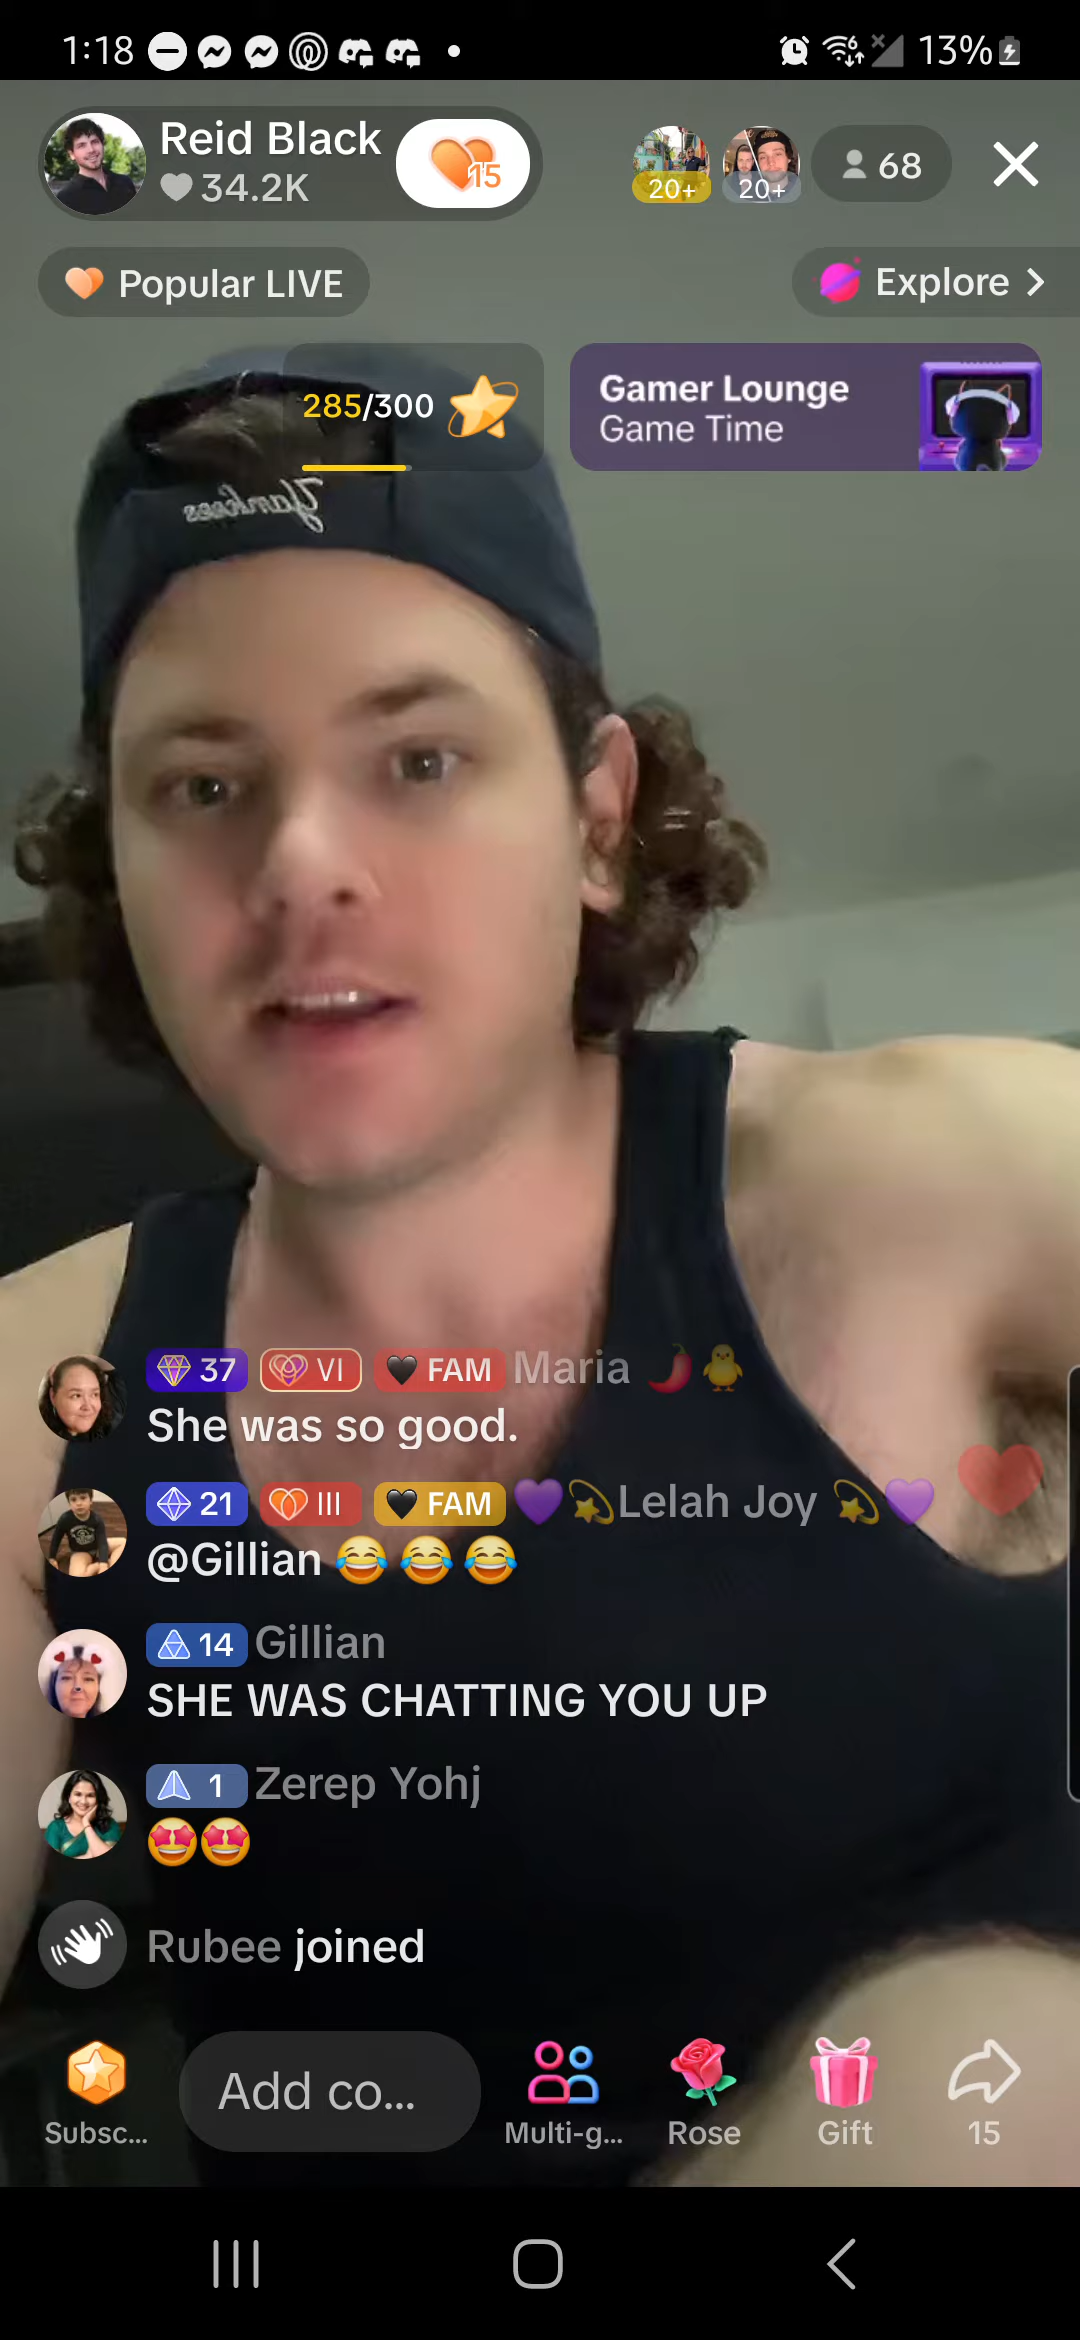 1:18
13%
Reid Black
34.2K
15
20+
20+
68
Popular LIVE
Explore
285/300
Gamer Lounge
Game Time
Yankees
37 VI FAM Maria 🌶️🐥
She was so good.
21 III FAM 💜💫Lelah Joy 💫💜
@Gillian 😂 😂 😂
14 Gillian
SHE WAS CHATTING YOU UP
1 Zerep Yohj
🤩🤩
Rubee joined
Subsc...
Add co...
Multi-g...
Rose
Gift
15